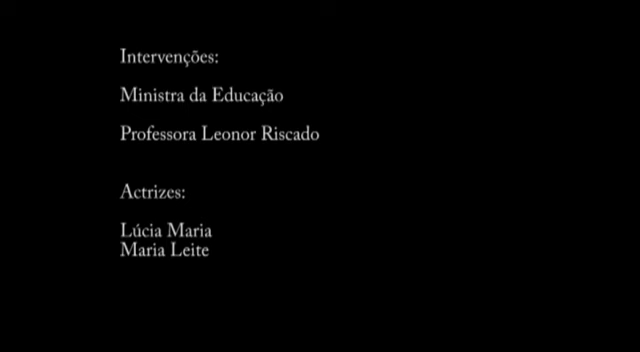 Intervenções:
Ministra da Educação
Professora Leonor Riscado
Actrizes:
Lúcia Maria
Maria Leite